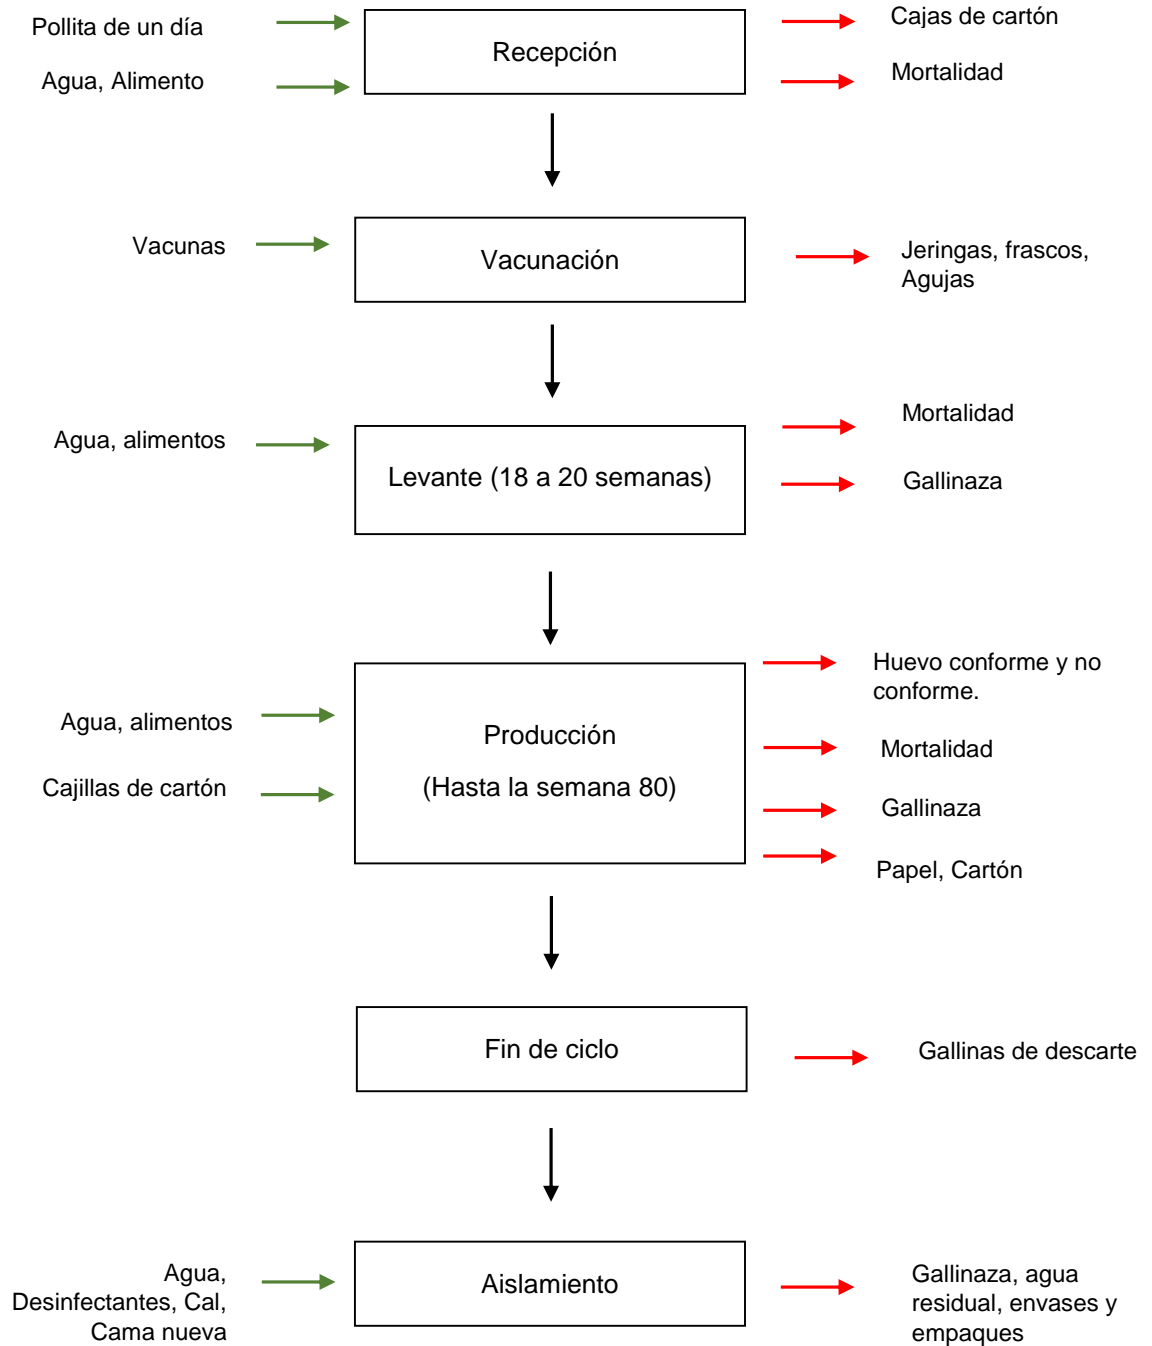 Pollita de un día
Agua, Alimento
Recepción
Cajas de cartón
Mortalidad
Vacunas
Vacunación
Jeringas, frascos,
Agujas
Agua, alimentos
Levante (18 a 20 semanas)
Mortalidad
Gallinaza
Agua, alimentos
Cajillas de cartón
Producción
(Hasta la semana 80)
Huevo conforme y no
conforme.
Mortalidad
Gallinaza
Papel, Cartón
Fin de ciclo
Gallinas de descarte
Agua,
Desinfectantes, Cal,
Cama nueva
Aislamiento
Gallinaza, agua
residual, envases y
empaques